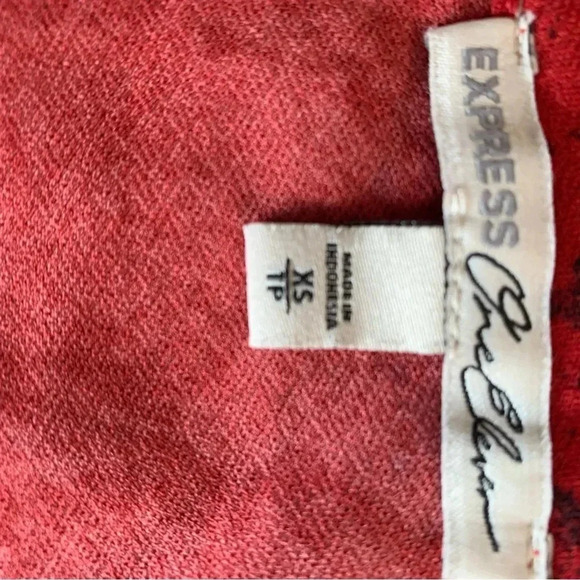 EXPRESS
One Eleven
MADE IN
INDONESIA
XS
TP